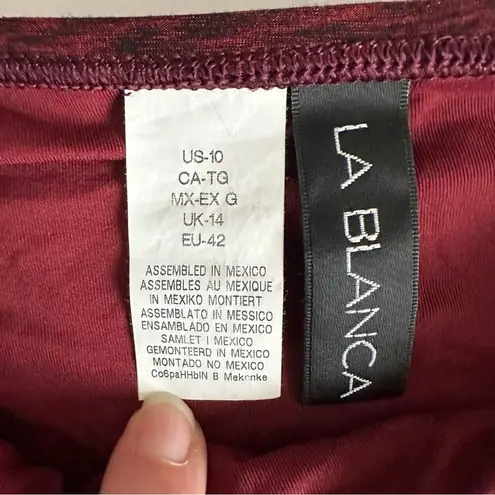 US-10
CA-TG
MX-EX G
UK-14
EU-42
ASSEMBLED IN MEXICO
ASSEMBLES AU MEXIQUE
IN MEXIKO MONTIERT
ASSEMBLATO IN MESSICO
ENSAMBLADO EN MEXICO
SAMLET I MEXICO
GEMONTEERD IN MEXICO
MONTADO NO MEXICO
Co6paHHbIN B Mekcnke
LA BLANCA